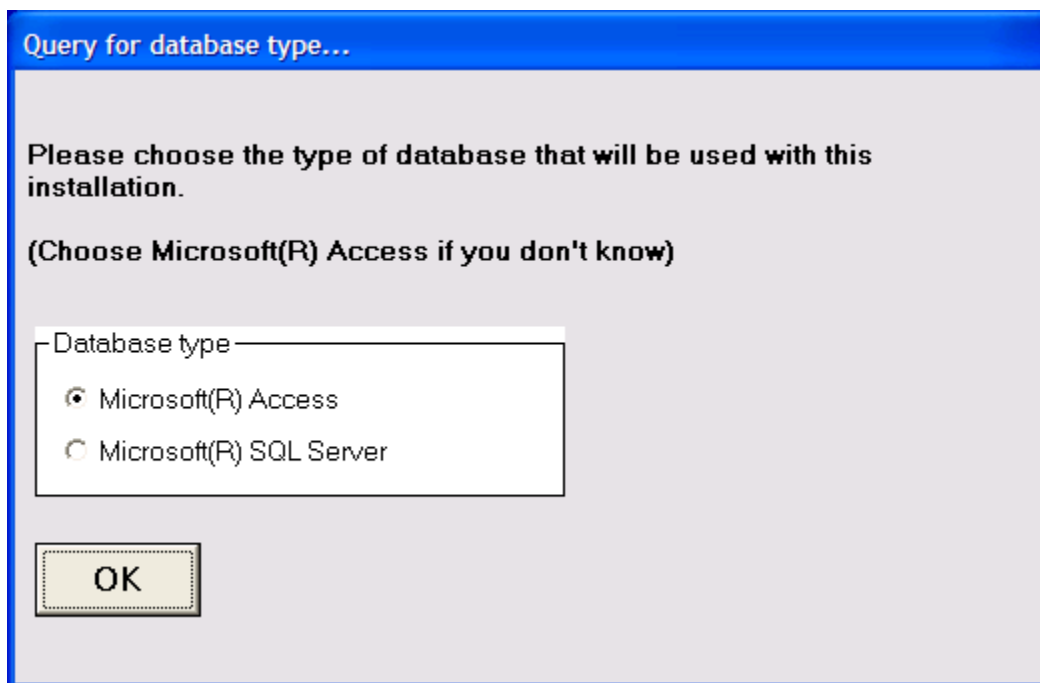 Query for database type...
Please choose the type of database that will be used with this
installation.
(Choose Microsoft(R) Access if you don't know)
Database type
Microsoft(R) Access
Microsoft(R) SQL Server
OK